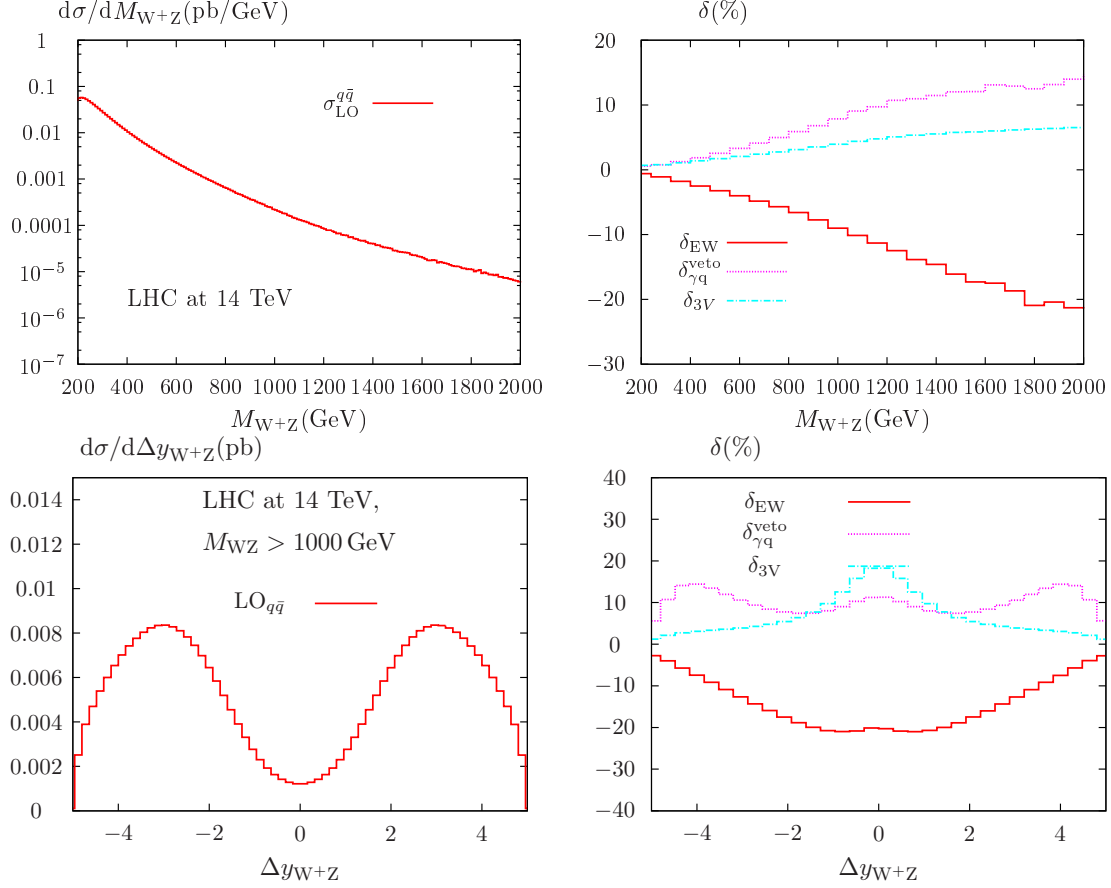 dσ/dM_{W+Z}(pb/GeV)
1
0.1
0.01
0.001
0.0001
10^{−5}
10^{−6}
10^{−7}
σ^{qq̄}_{LO}
LHC at 14 TeV
200 400 600 800 1000 1200 1400 1600 1800 2000
M_{W+Z}(GeV)
δ(%)
20
10
0
−10
−20
−30
δ_{EW}
δ^{veto}_{γq}
δ_{3V}
200 400 600 800 1000 1200 1400 1600 1800 2000
M_{W+Z}(GeV)
dσ/dΔy_{W+Z}(pb)
0.014
0.012
0.01
0.008
0.006
0.004
0.002
0
LHC at 14 TeV,
M_{WZ} > 1000 GeV
LO_{qq̄}
−4 −2 0 2 4
Δy_{W+Z}
δ(%)
40
30
20
10
0
−10
−20
−30
−40
δ_{EW}
δ^{veto}_{γq}
δ_{3V}
−4 −2 0 2 4
Δy_{W+Z}